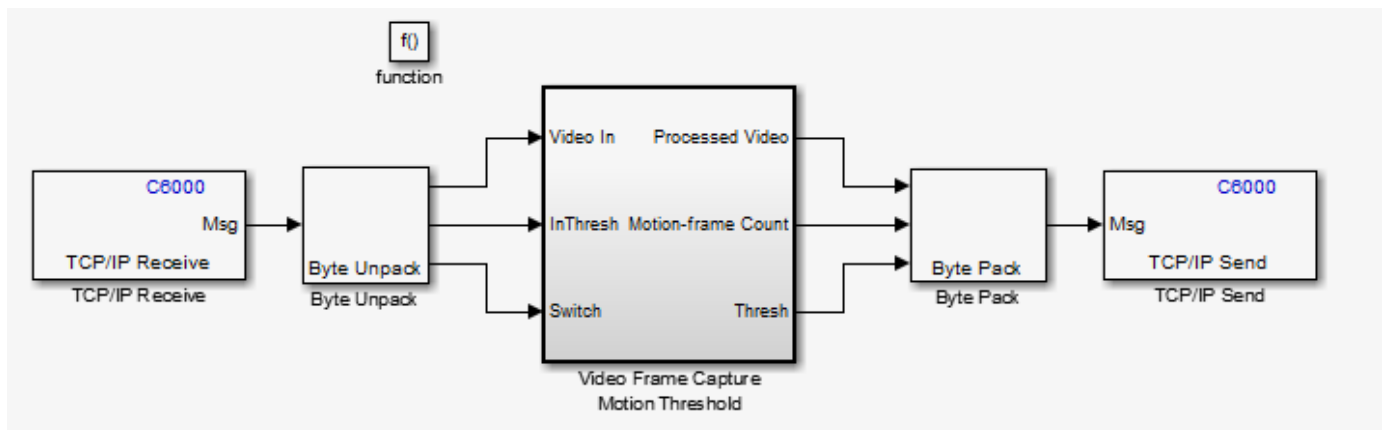 f()
function
C6000
Msg
TCP/IP Receive
TCP/IP Receive
Byte Unpack
Byte Unpack
Video In
Processed Video
InThresh
Motion-frame Count
Switch
Thresh
Video Frame Capture
Motion Threshold
Byte Pack
Byte Pack
C6000
Msg
TCP/IP Send
TCP/IP Send